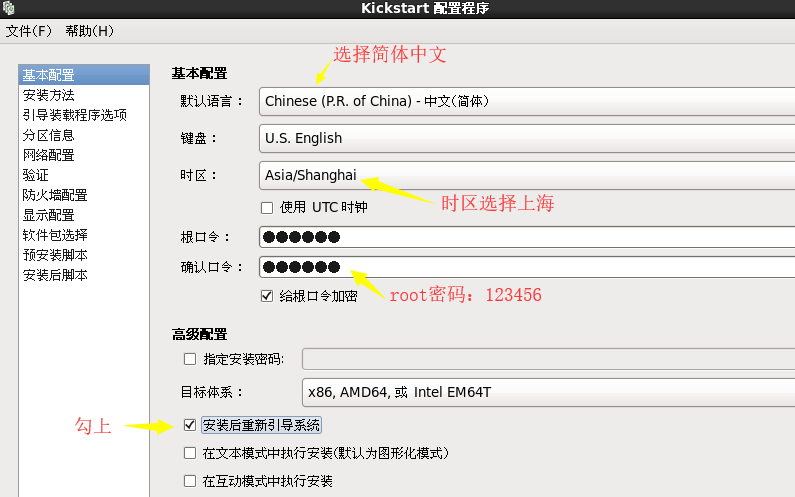 Kickstart 配置程序
文件(F) 帮助(H)
选择简体中文
基本配置
安装方法
引导装载程序选项
分区信息
网络配置
验证
防火墙配置
显示配置
软件包选择
预安装脚本
安装后脚本
基本配置
默认语言： Chinese (P.R. of China) - 中文(简体)
键盘： U.S. English
时区： Asia/Shanghai
时区选择上海
使用 UTC 时钟
根口令： ●●●●●●
确认口令： ●●●●●●
root密码：123456
给根口令加密
高级配置
指定安装密码:
目标体系： x86, AMD64, 或 Intel EM64T
勾上 安装后重新引导系统
在文本模式中执行安装(默认为图形化模式)
在互动模式中执行安装